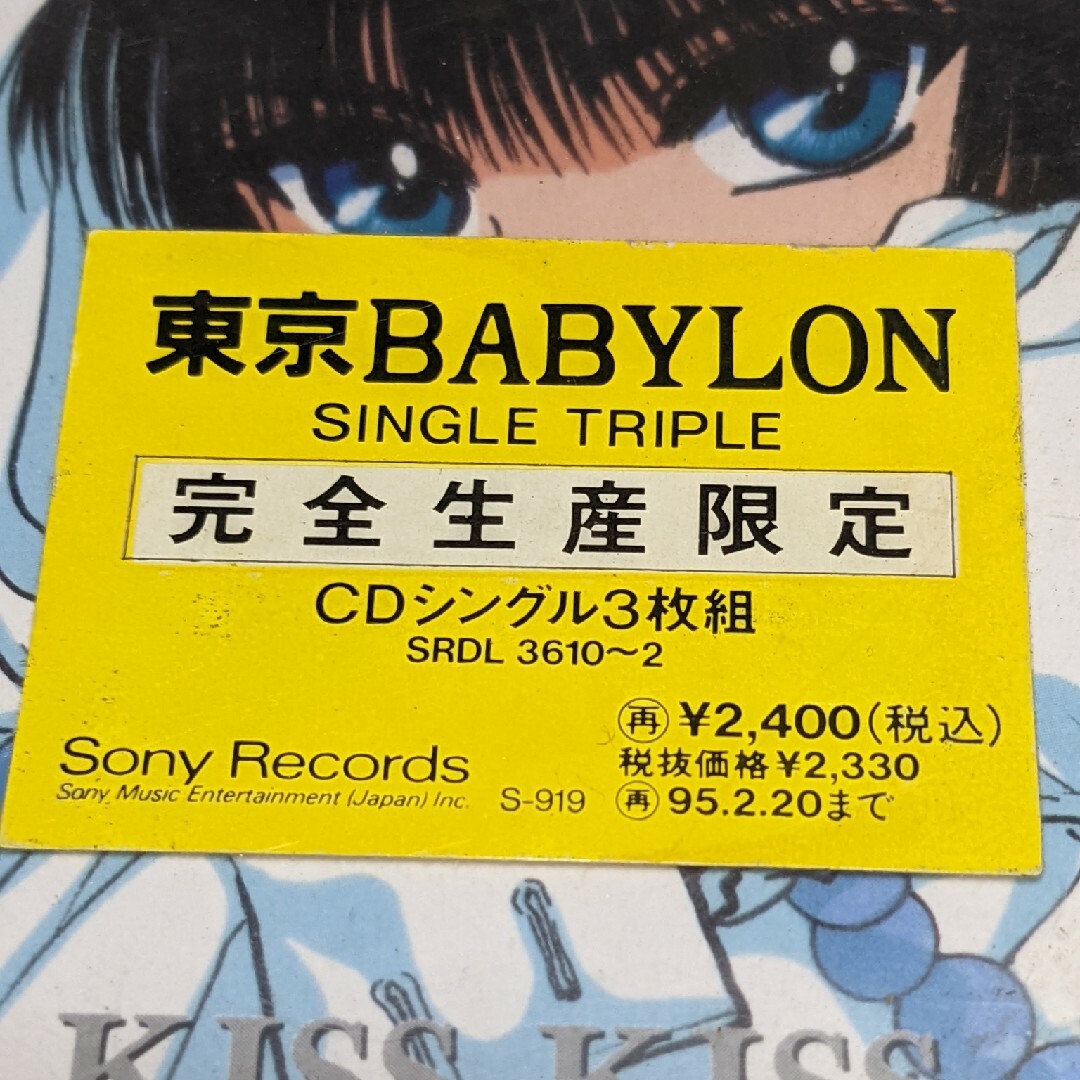 東京BABYLON
SINGLE TRIPLE
完全生産限定
CDシングル3枚組
SRDL 3610〜2
再 ¥2,400(税込)
税抜価格¥2,330
再 95.2.20まで
Sony Records
Sony Music Entertainment (Japan) Inc. S-919
KISS KISS